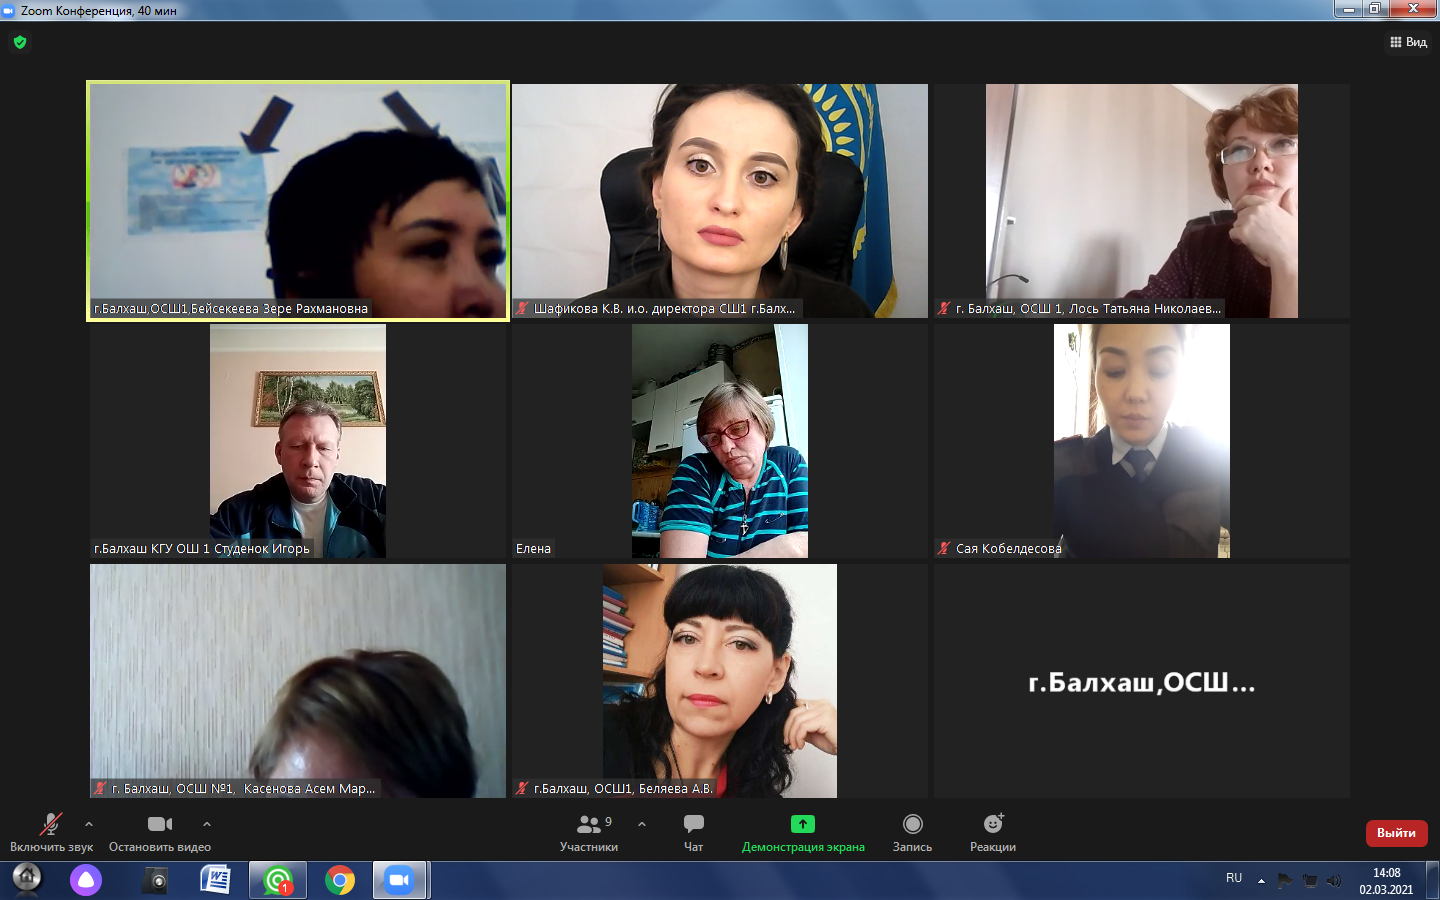 Zoom Конференция, 40 мин
Вид
г.Балхаш,ОСШ1,Бейсекеева Зере Рахмановна
Шафикова К.В. и.о. директора СШ1 г.Балх...
г. Балхаш, ОСШ 1, Лось Татьяна Николаев...
г.Балхаш КГУ ОШ 1 Студенок Игорь
Елена
Сая Кобелдесова
г. Балхаш, ОСШ №1, Касенова Асем Мар...
г.Балхаш, ОСШ1, Беляева А.В.
г.Балхаш,ОСШ...
Включить звук
Остановить видео
9
Участники
Чат
Демонстрация экрана
Запись
Реакции
Выйти
1
RU
14:08
02.03.2021